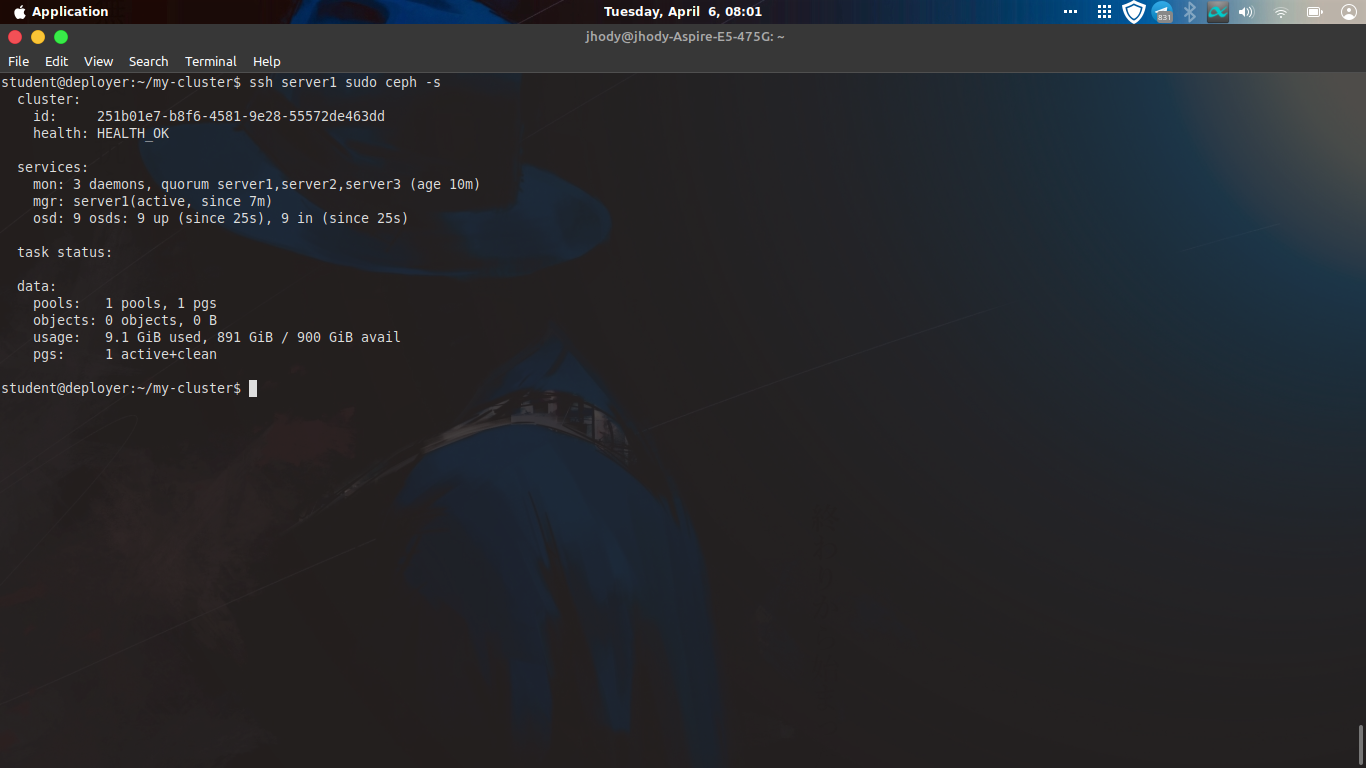 Application
Tuesday, April 6, 08:01
831
jhody@jhody-Aspire-E5-475G: ~
File Edit View Search Terminal Help
student@deployer:~/my-cluster$ ssh server1 sudo ceph -s
  cluster:
    id:     251b01e7-b8f6-4581-9e28-55572de463dd
    health: HEALTH_OK

  services:
    mon: 3 daemons, quorum server1,server2,server3 (age 10m)
    mgr: server1(active, since 7m)
    osd: 9 osds: 9 up (since 25s), 9 in (since 25s)

  task status:

  data:
    pools:   1 pools, 1 pgs
    objects: 0 objects, 0 B
    usage:   9.1 GiB used, 891 GiB / 900 GiB avail
    pgs:     1 active+clean

student@deployer:~/my-cluster$